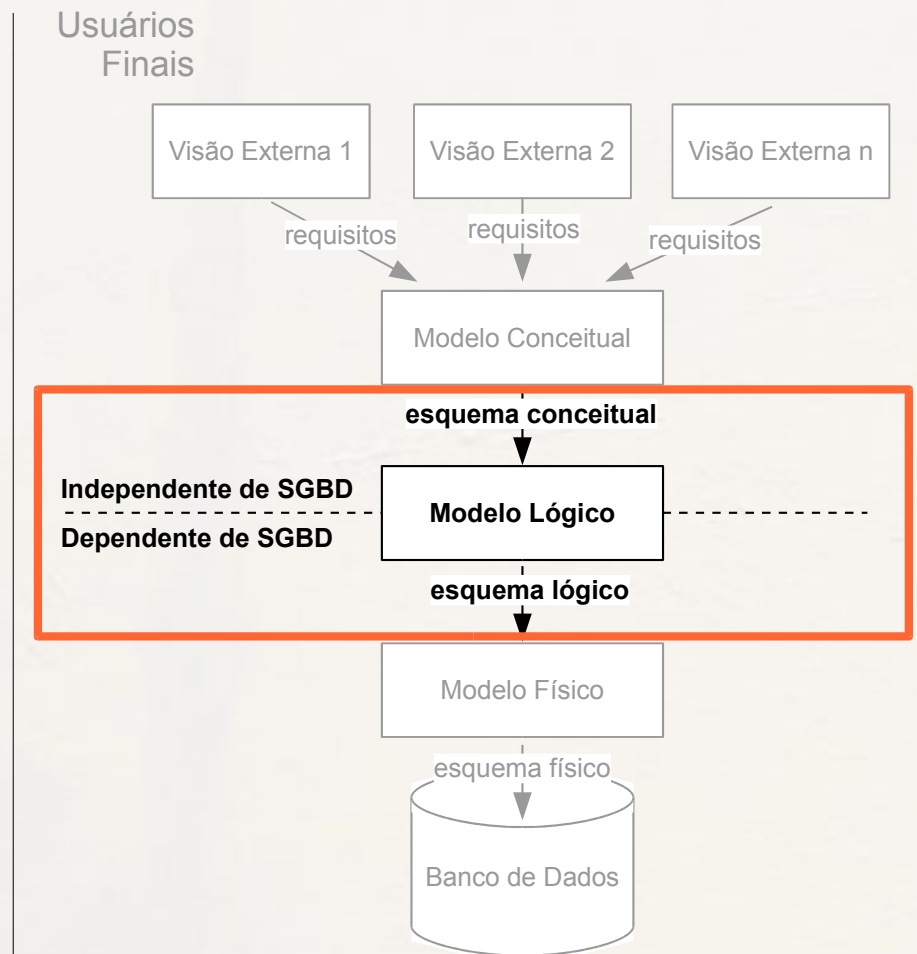 Usuários
Finais
Visão Externa 1
Visão Externa 2
Visão Externa n
requisitos
requisitos
requisitos
Modelo Conceitual
esquema conceitual
Independente de SGBD
Modelo Lógico
Dependente de SGBD
esquema lógico
Modelo Físico
esquema físico
Banco de Dados